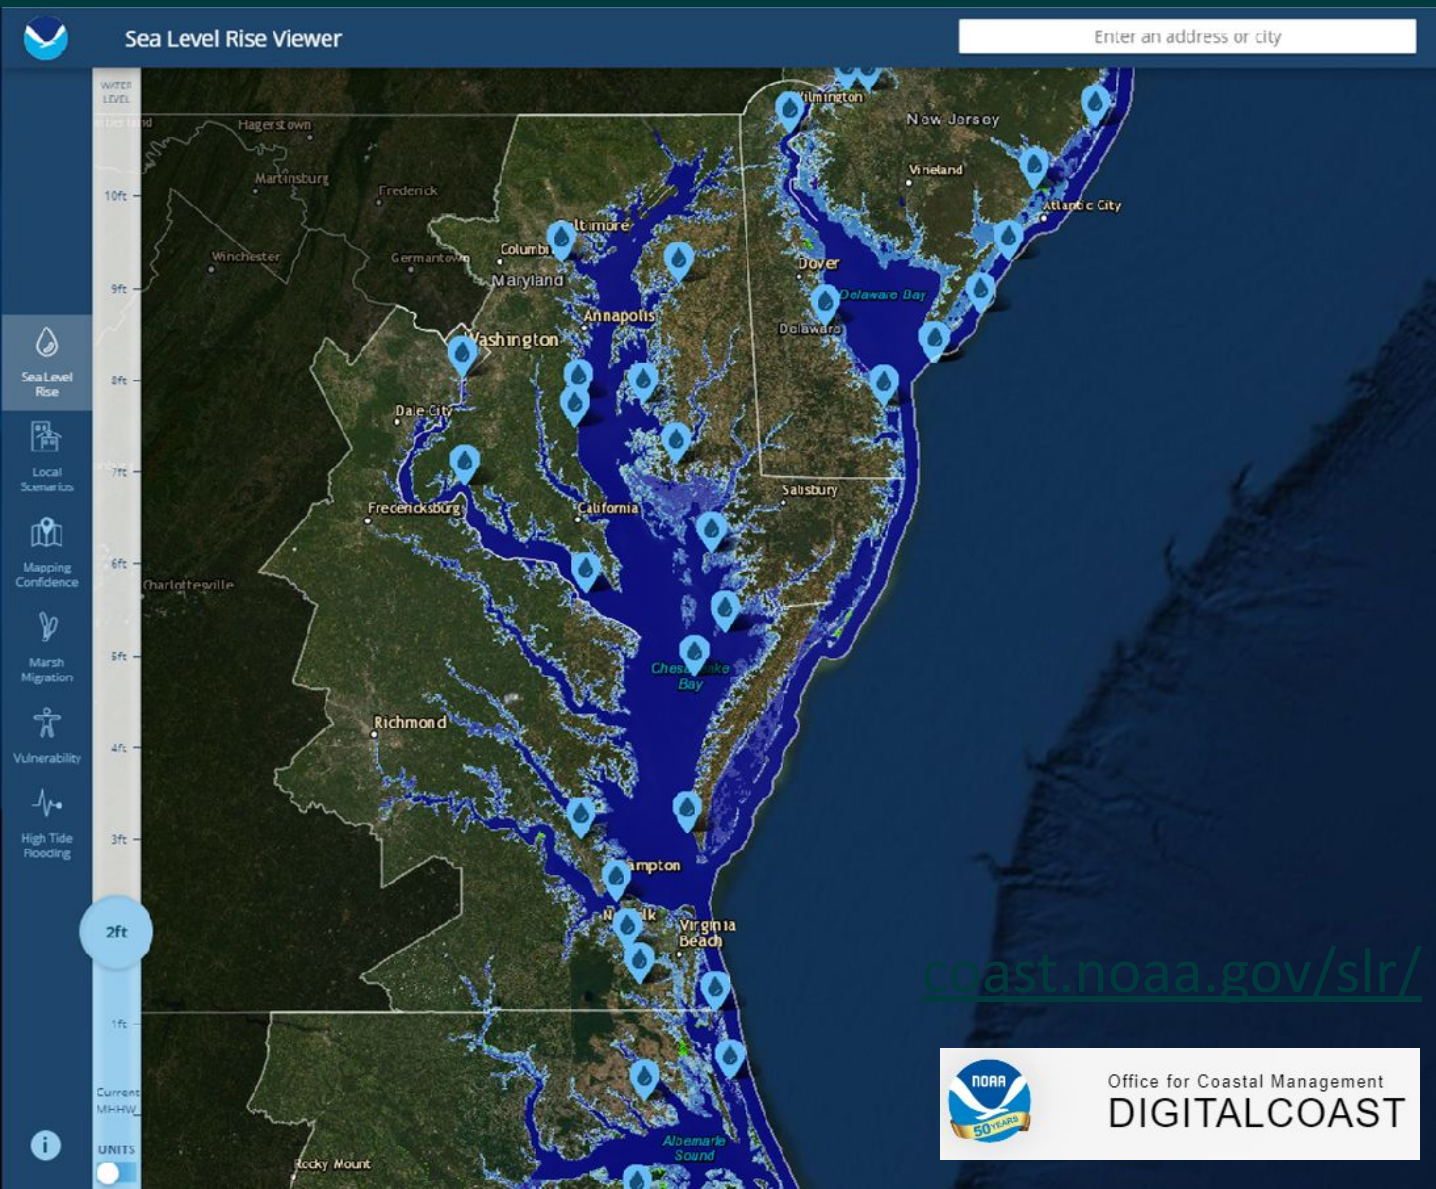 Sea Level Rise Viewer
Enter an address or city
WATER
LEVEL
10ft
9ft
8ft
7ft
6ft
5ft
4ft
3ft
2ft
1ft
Current
MHHW
UNITS
Sea Level
Rise
Local
Scenarios
Mapping
Confidence
Marsh
Migration
Vulnerability
High Tide
Flooding
i
Hagerstown
Martinsburg
Frederick
Winchester
Germantown
Maryland
Annapolis
Washington
Dale City
Fredericksburg
California
Charlottesville
Richmond
Virginia
Beach
Rocky Mount
Albemarle
Sound
Bay
Salisbury
Dover
Delaware
Delaware Bay
New Jersey
Vineland
Atlantic City
coast.noaa.gov/slr/
NOAA
50 YEARS
Office for Coastal Management
DIGITALCOAST